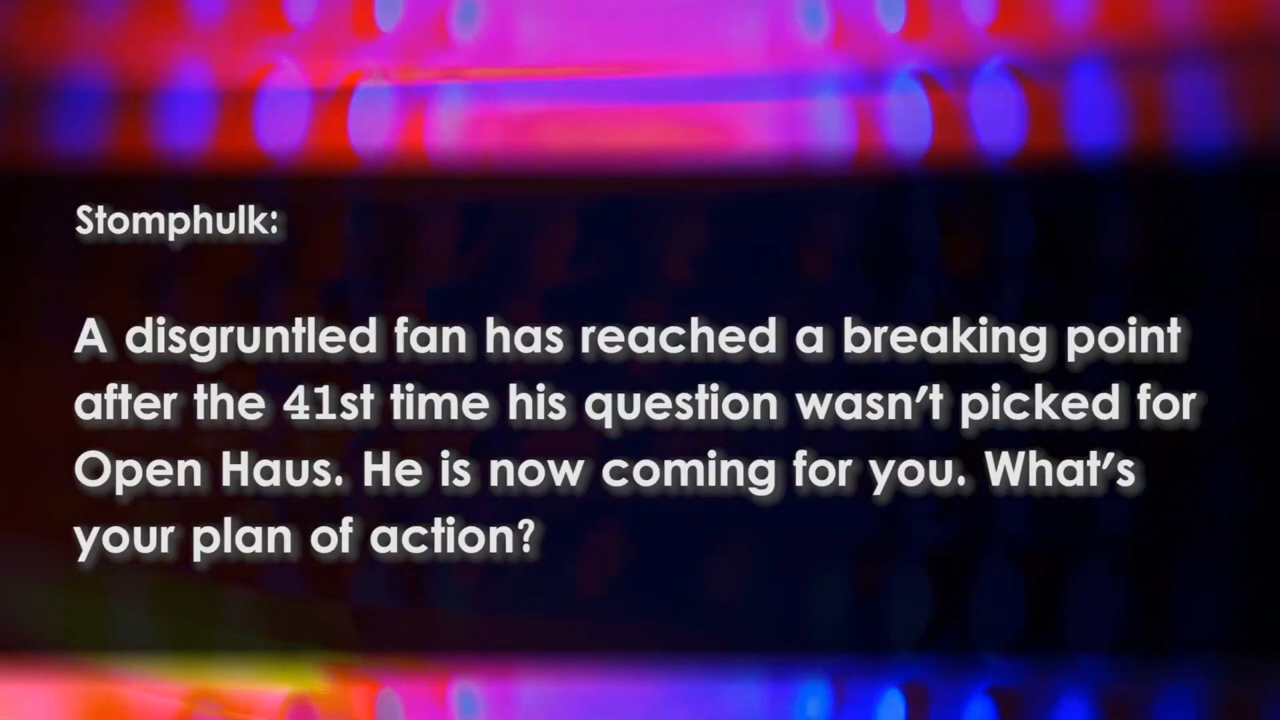 Stomphulk:
A disgruntled fan has reached a breaking point
after the 41st time his question wasn't picked for
Open Haus. He is now coming for you. What's
your plan of action?